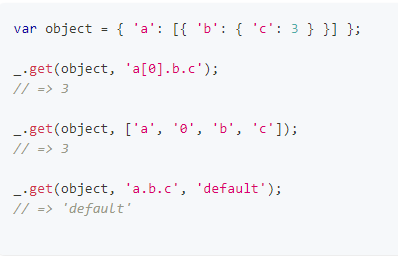 var object = { 'a': [{ 'b': { 'c': 3 } }] };
_.get(object, 'a[0].b.c');
// => 3
_.get(object, ['a', '0', 'b', 'c']);
// => 3
_.get(object, 'a.b.c', 'default');
// => 'default'